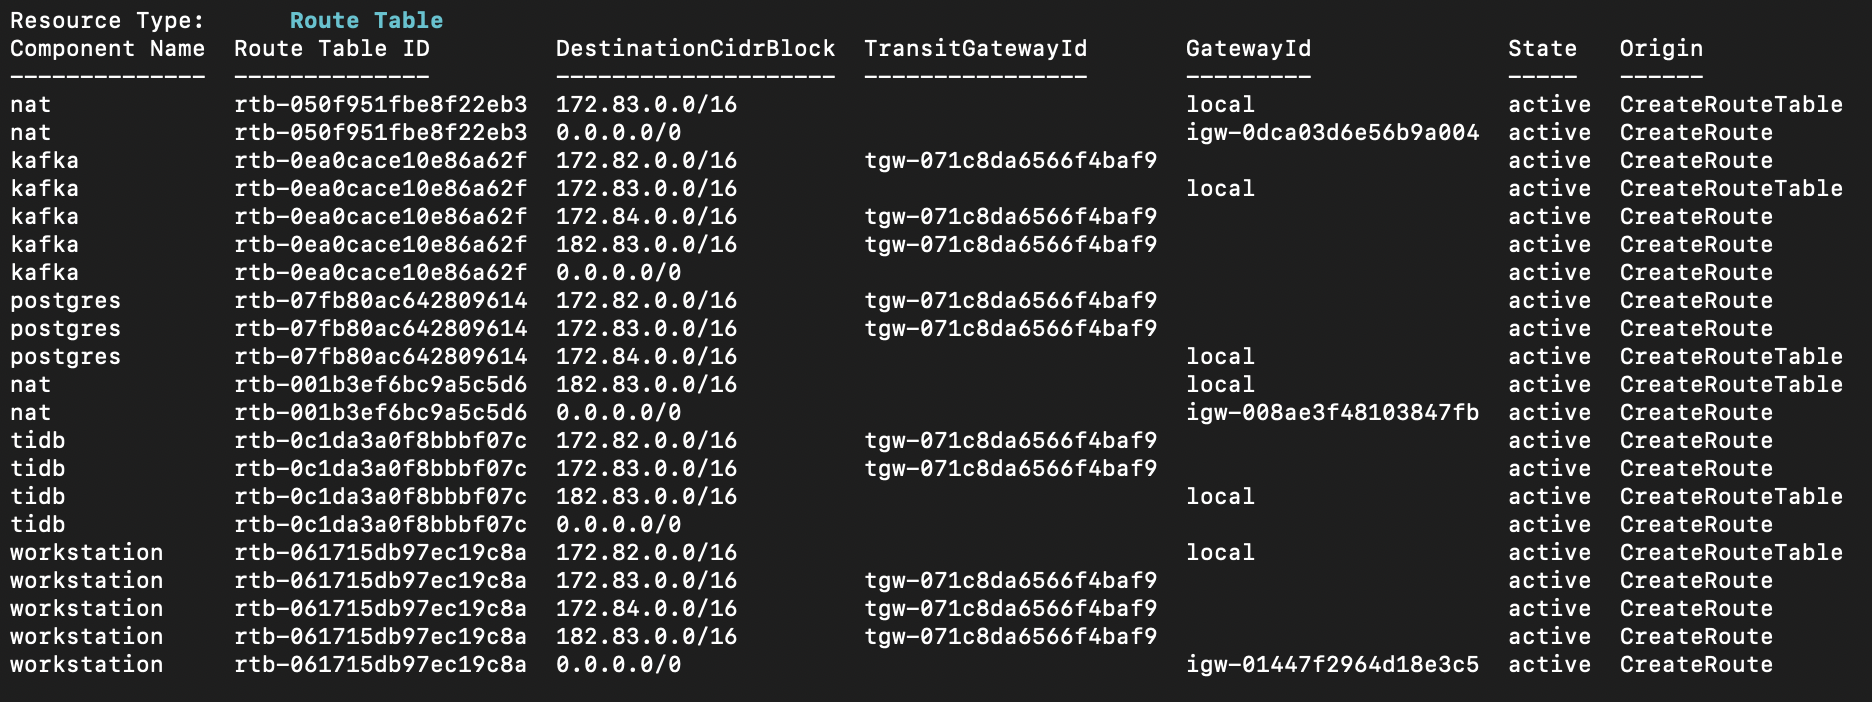 Resource Type:      Route Table
Component Name  Route Table ID         DestinationCidrBlock  TransitGatewayId       GatewayId              State   Origin
--------------  --------------         --------------------  ----------------       ---------              -----   ------
nat             rtb-050f951fbe8f22eb3  172.83.0.0/16                                local                  active  CreateRouteTable
nat             rtb-050f951fbe8f22eb3  0.0.0.0/0                                    igw-0dca03d6e56b9a004  active  CreateRoute
kafka           rtb-0ea0cace10e86a62f  172.82.0.0/16         tgw-071c8da6566f4baf9                         active  CreateRoute
kafka           rtb-0ea0cace10e86a62f  172.83.0.0/16                                local                  active  CreateRouteTable
kafka           rtb-0ea0cace10e86a62f  172.84.0.0/16         tgw-071c8da6566f4baf9                         active  CreateRoute
kafka           rtb-0ea0cace10e86a62f  182.83.0.0/16         tgw-071c8da6566f4baf9                         active  CreateRoute
kafka           rtb-0ea0cace10e86a62f  0.0.0.0/0                                                           active  CreateRoute
postgres        rtb-07fb80ac642809614  172.82.0.0/16         tgw-071c8da6566f4baf9                         active  CreateRoute
postgres        rtb-07fb80ac642809614  172.83.0.0/16         tgw-071c8da6566f4baf9                         active  CreateRoute
postgres        rtb-07fb80ac642809614  172.84.0.0/16                                local                  active  CreateRouteTable
nat             rtb-001b3ef6bc9a5c5d6  182.83.0.0/16                                local                  active  CreateRouteTable
nat             rtb-001b3ef6bc9a5c5d6  0.0.0.0/0                                    igw-008ae3f48103847fb  active  CreateRoute
tidb            rtb-0c1da3a0f8bbbf07c  172.82.0.0/16         tgw-071c8da6566f4baf9                         active  CreateRoute
tidb            rtb-0c1da3a0f8bbbf07c  172.83.0.0/16         tgw-071c8da6566f4baf9                         active  CreateRoute
tidb            rtb-0c1da3a0f8bbbf07c  182.83.0.0/16                                local                  active  CreateRouteTable
tidb            rtb-0c1da3a0f8bbbf07c  0.0.0.0/0                                                           active  CreateRoute
workstation     rtb-061715db97ec19c8a  172.82.0.0/16                                local                  active  CreateRouteTable
workstation     rtb-061715db97ec19c8a  172.83.0.0/16         tgw-071c8da6566f4baf9                         active  CreateRoute
workstation     rtb-061715db97ec19c8a  172.84.0.0/16         tgw-071c8da6566f4baf9                         active  CreateRoute
workstation     rtb-061715db97ec19c8a  182.83.0.0/16         tgw-071c8da6566f4baf9                         active  CreateRoute
workstation     rtb-061715db97ec19c8a  0.0.0.0/0                                    igw-01447f2964d18e3c5  active  CreateRoute